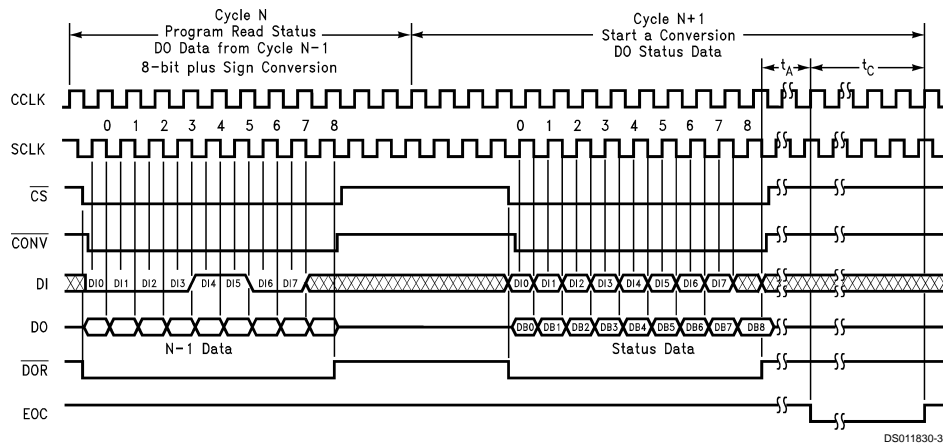 Cycle N
Program Read Status
DO Data from Cycle N-1
8-bit plus Sign Conversion
Cycle N+1
Start a Conversion
DO Status Data
tA
tC
CCLK
0 1 2 3 4 5 6 7 8
0 1 2 3 4 5 6 7 8
SCLK
CS
CONV
DI
DI0 DI1 DI2 DI3 DI4 DI5 DI6 DI7
DI0 DI1 DI2 DI3 DI4 DI5 DI6 DI7
DO
DB0 DB1 DB2 DB3 DB4 DB5 DB6 DB7 DB8
N-1 Data
Status Data
DOR
EOC
DS011830-3